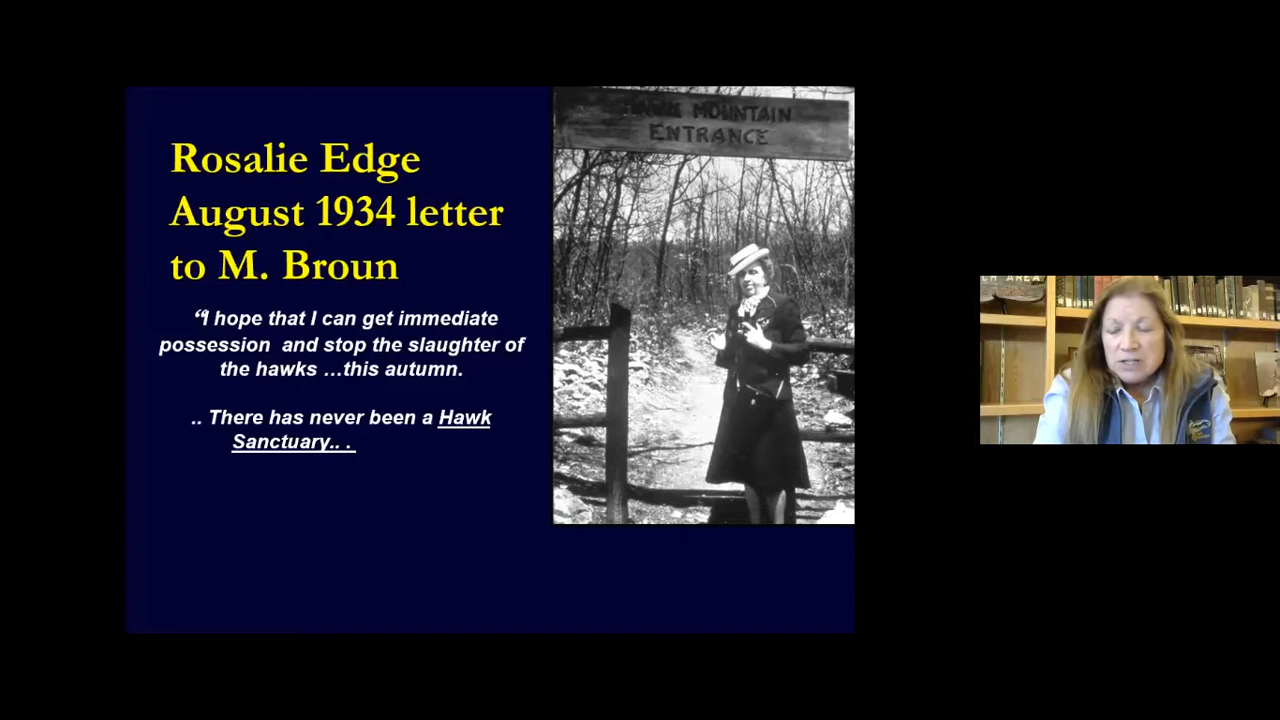 MOUNTAIN
ENTRANCE
Rosalie Edge
August 1934 letter
to M. Broun
“I hope that I can get immediate
possession and stop the slaughter of
the hawks ...this autumn.
.. There has never been a Hawk
Sanctuary.. .
AREA